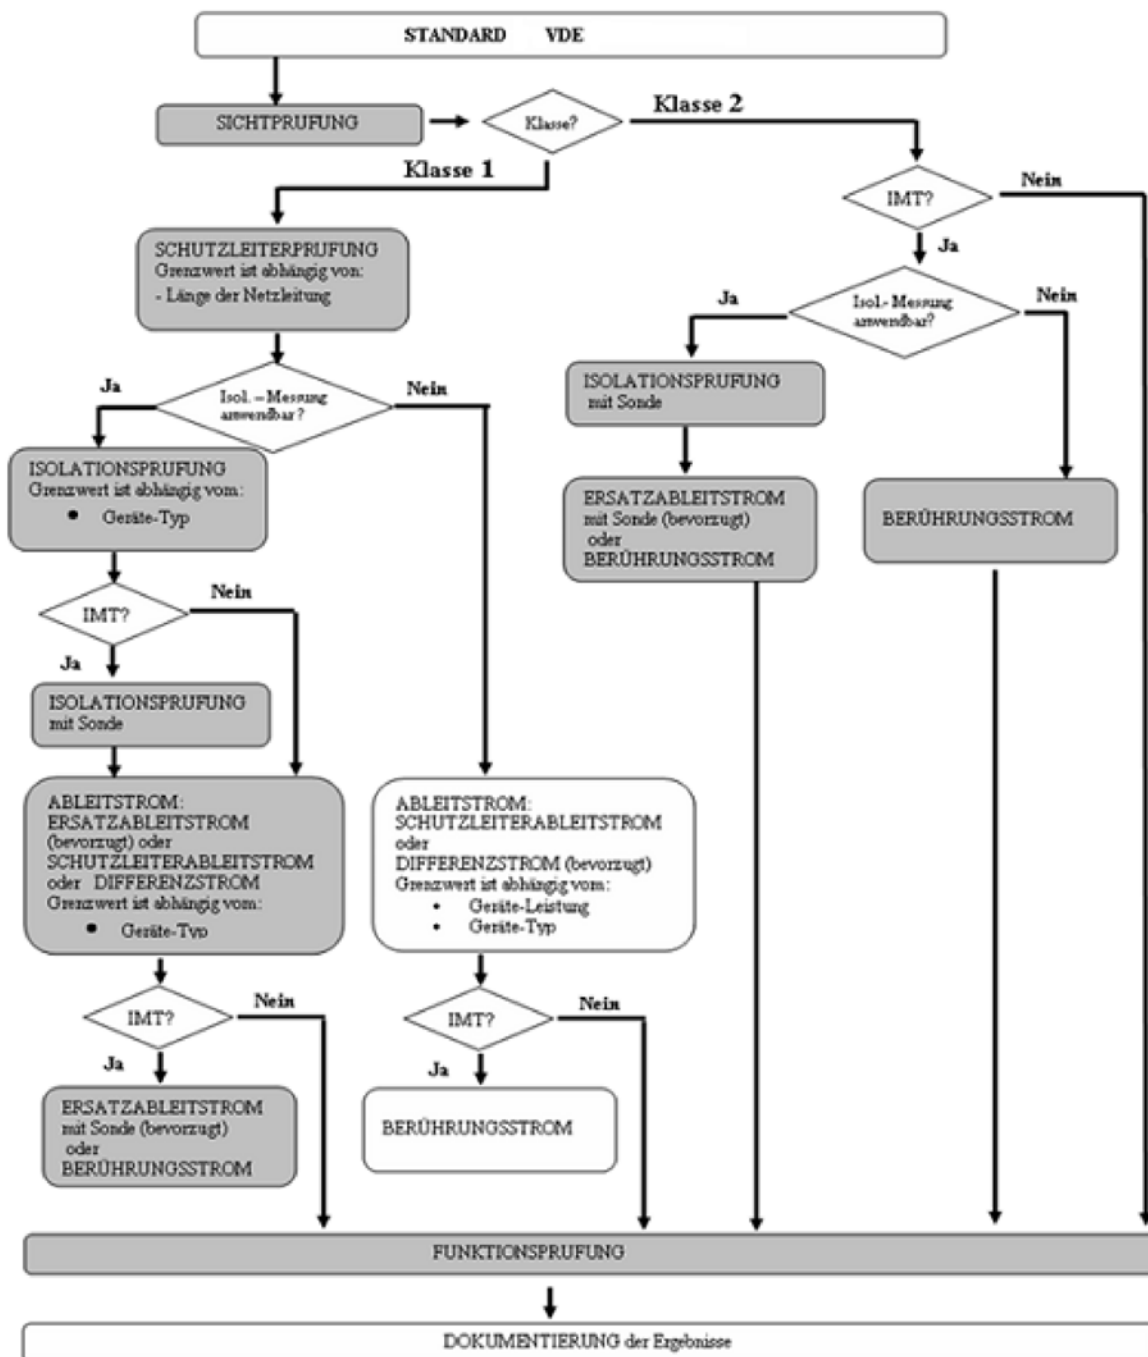 STANDARD VDE
SICHTPRUFUNG
Klasse?
Klasse 2
Klasse 1
IMT?
Nein
Ja
SCHUTZLEITERPRUFUNG
Grenzwert ist abhängig von:
- Länge der Netzleitung
Isol.- Messung
anwendbar?
Ja
Nein
ISOLATIONSPRUFUNG
mit Sonde
ERSATZABLEITSTROM
mit Sonde (bevorzugt)
oder
BERÜHRUNGSSTROM
BERÜHRUNGSSTROM
Isol. – Messung
anwendbar?
Ja
Nein
ISOLATIONSPRUFUNG
Grenzwert ist abhängig vom:
• Geräte-Typ
IMT?
Nein
Ja
ISOLATIONSPRUFUNG
mit Sonde
ABLEITSTROM:
ERSATZABLEITSTROM
(bevorzugt) oder
SCHUTZLEITERABLEITSTROM
oder DIFFERENZSTROM
Grenzwert ist abhängig vom:
• Geräte-Typ
IMT?
Nein
Ja
ERSATZABLEITSTROM
mit Sonde (bevorzugt)
oder
BERÜHRUNGSSTROM
ABLEITSTROM:
SCHUTZLEITERABLEITSTROM
oder
DIFFERENZSTROM (bevorzugt)
Grenzwert ist abhängig vom:
• Geräte-Leistung
• Geräte-Typ
IMT?
Nein
Ja
BERÜHRUNGSSTROM
FUNKTIONSPRUFUNG
DOKUMENTIERUNG der Ergebnisse